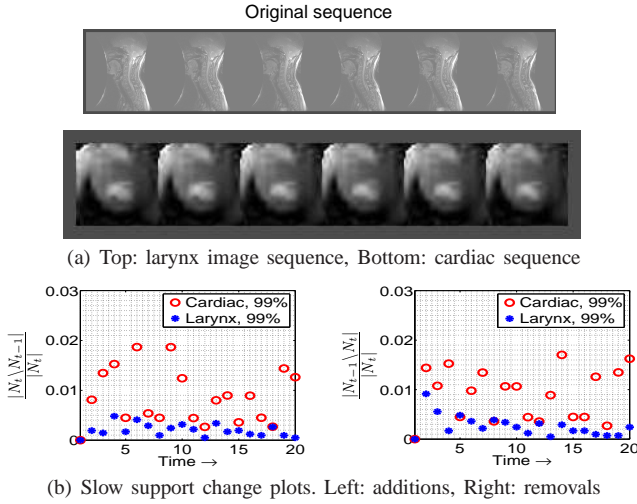 Original sequence
(a) Top: larynx image sequence, Bottom: cardiac sequence
|N_t \ N_{t−1}| / |N_t|
0.03
0.02
0.01
0
Cardiac, 99%
Larynx, 99%
5 10 15 20
Time →
|N_{t−1} \ N_t| / |N_t|
0.03
0.02
0.01
0
Cardiac, 99%
Larynx, 99%
5 10 15 20
Time →
(b) Slow support change plots. Left: additions, Right: removals